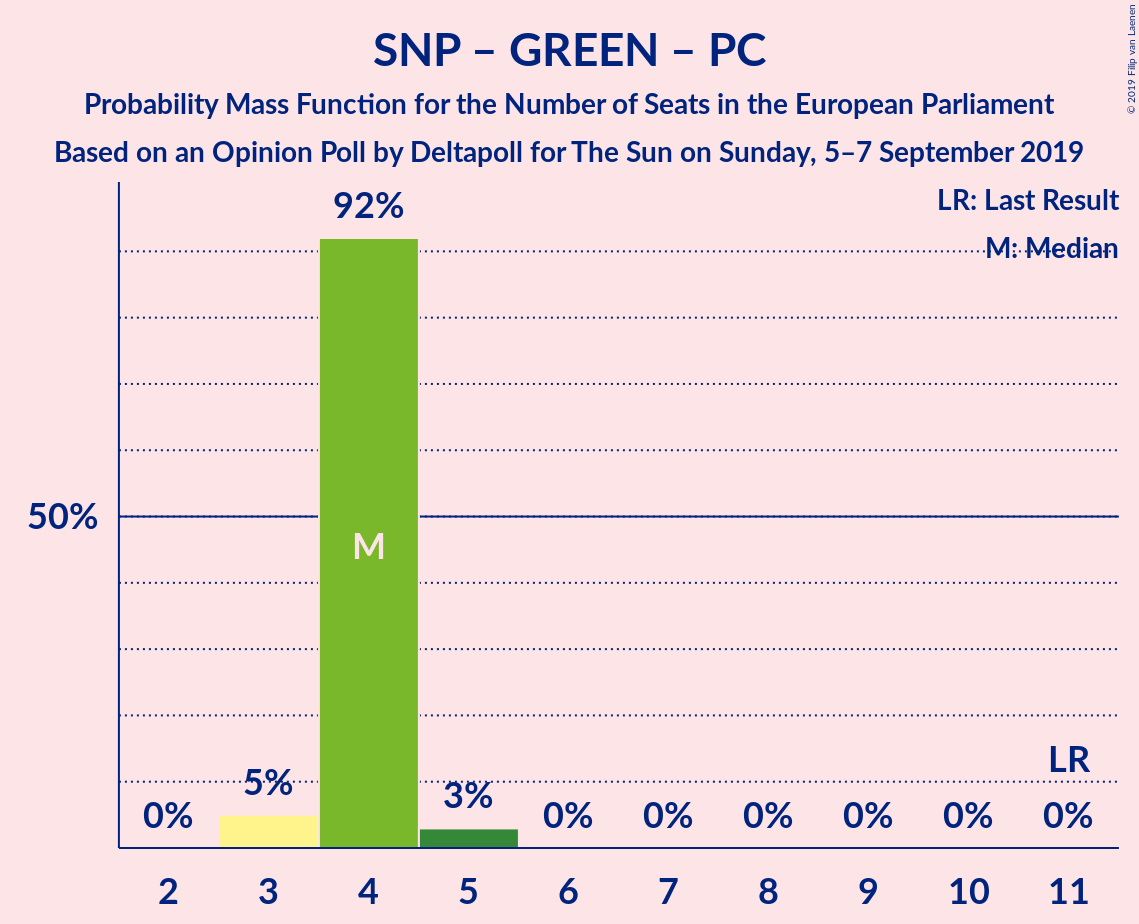 SNP – GREEN – PC
Probability Mass Function for the Number of Seats in the European Parliament
Based on an Opinion Poll by Deltapoll for The Sun on Sunday, 5–7 September 2019
© 2019 Filip van Laenen
LR: Last Result
M: Median
92%
50%
M
LR
0% 5% 3% 0% 0% 0% 0% 0% 0%
2 3 4 5 6 7 8 9 10 11